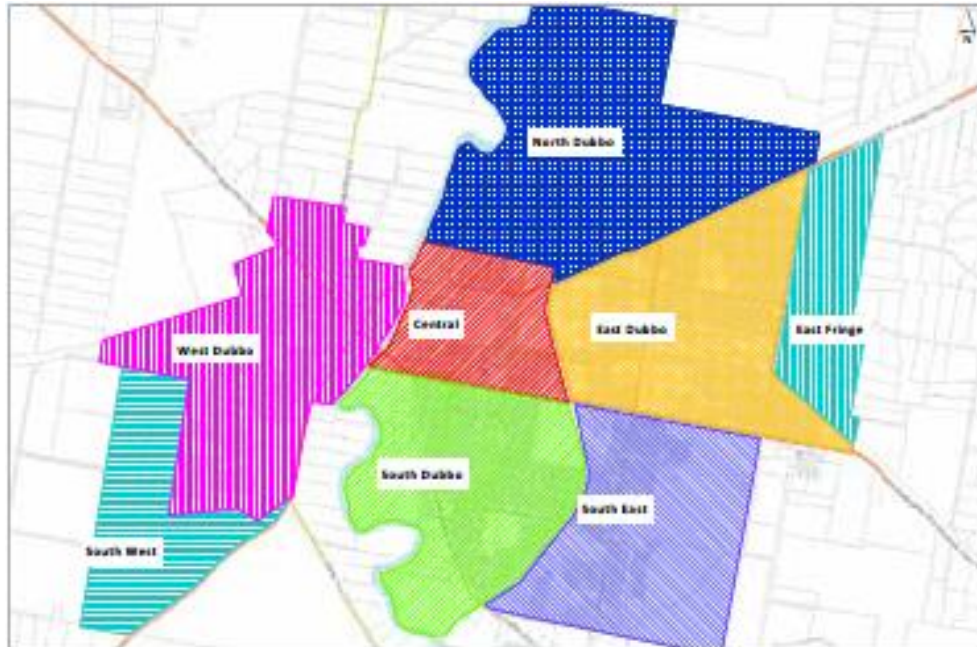 North Dubbo
Central
East Dubbo
East Fringe
West Dubbo
South Dubbo
South East
South West